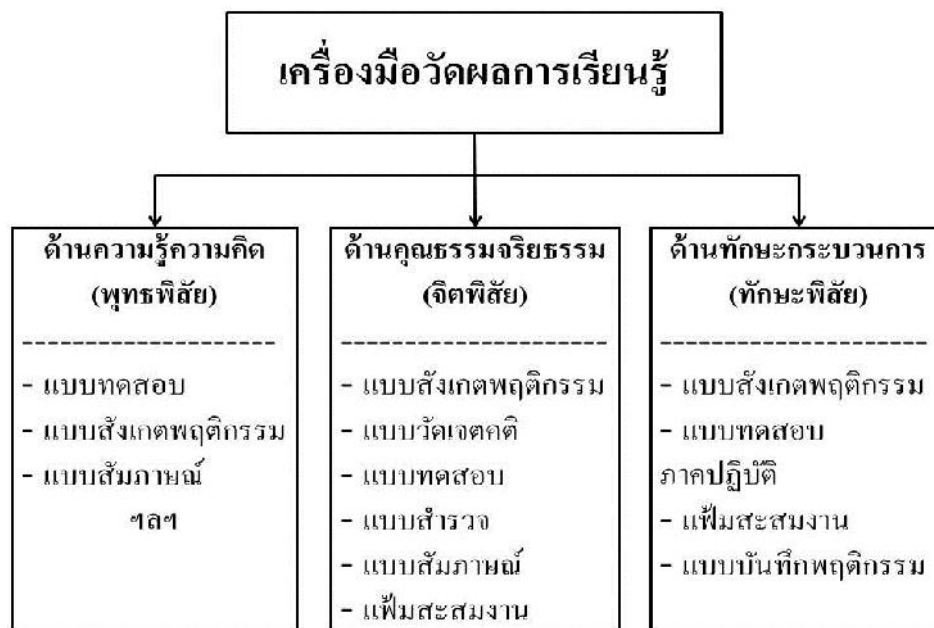 เครื่องมือวัดผลการเรียนรู้
ด้านความรู้ความคิด
(พุทธพิสัย)
--------------------
- แบบทดสอบ
- แบบสังเกตพฤติกรรม
- แบบสัมภาษณ์
ฯลฯ
ด้านคุณธรรมจริยธรรม
(จิตพิสัย)
---------------------
- แบบสังเกตพฤติกรรม
- แบบวัดเจตคติ
- แบบทดสอบ
- แบบสำรวจ
- แบบสัมภาษณ์
- แฟ้มสะสมงาน
ด้านทักษะกระบวนการ
(ทักษะพิสัย)
---------------------
- แบบสังเกตพฤติกรรม
- แบบทดสอบ
ภาคปฏิบัติ
- แฟ้มสะสมงาน
- แบบบันทึกพฤติกรรม